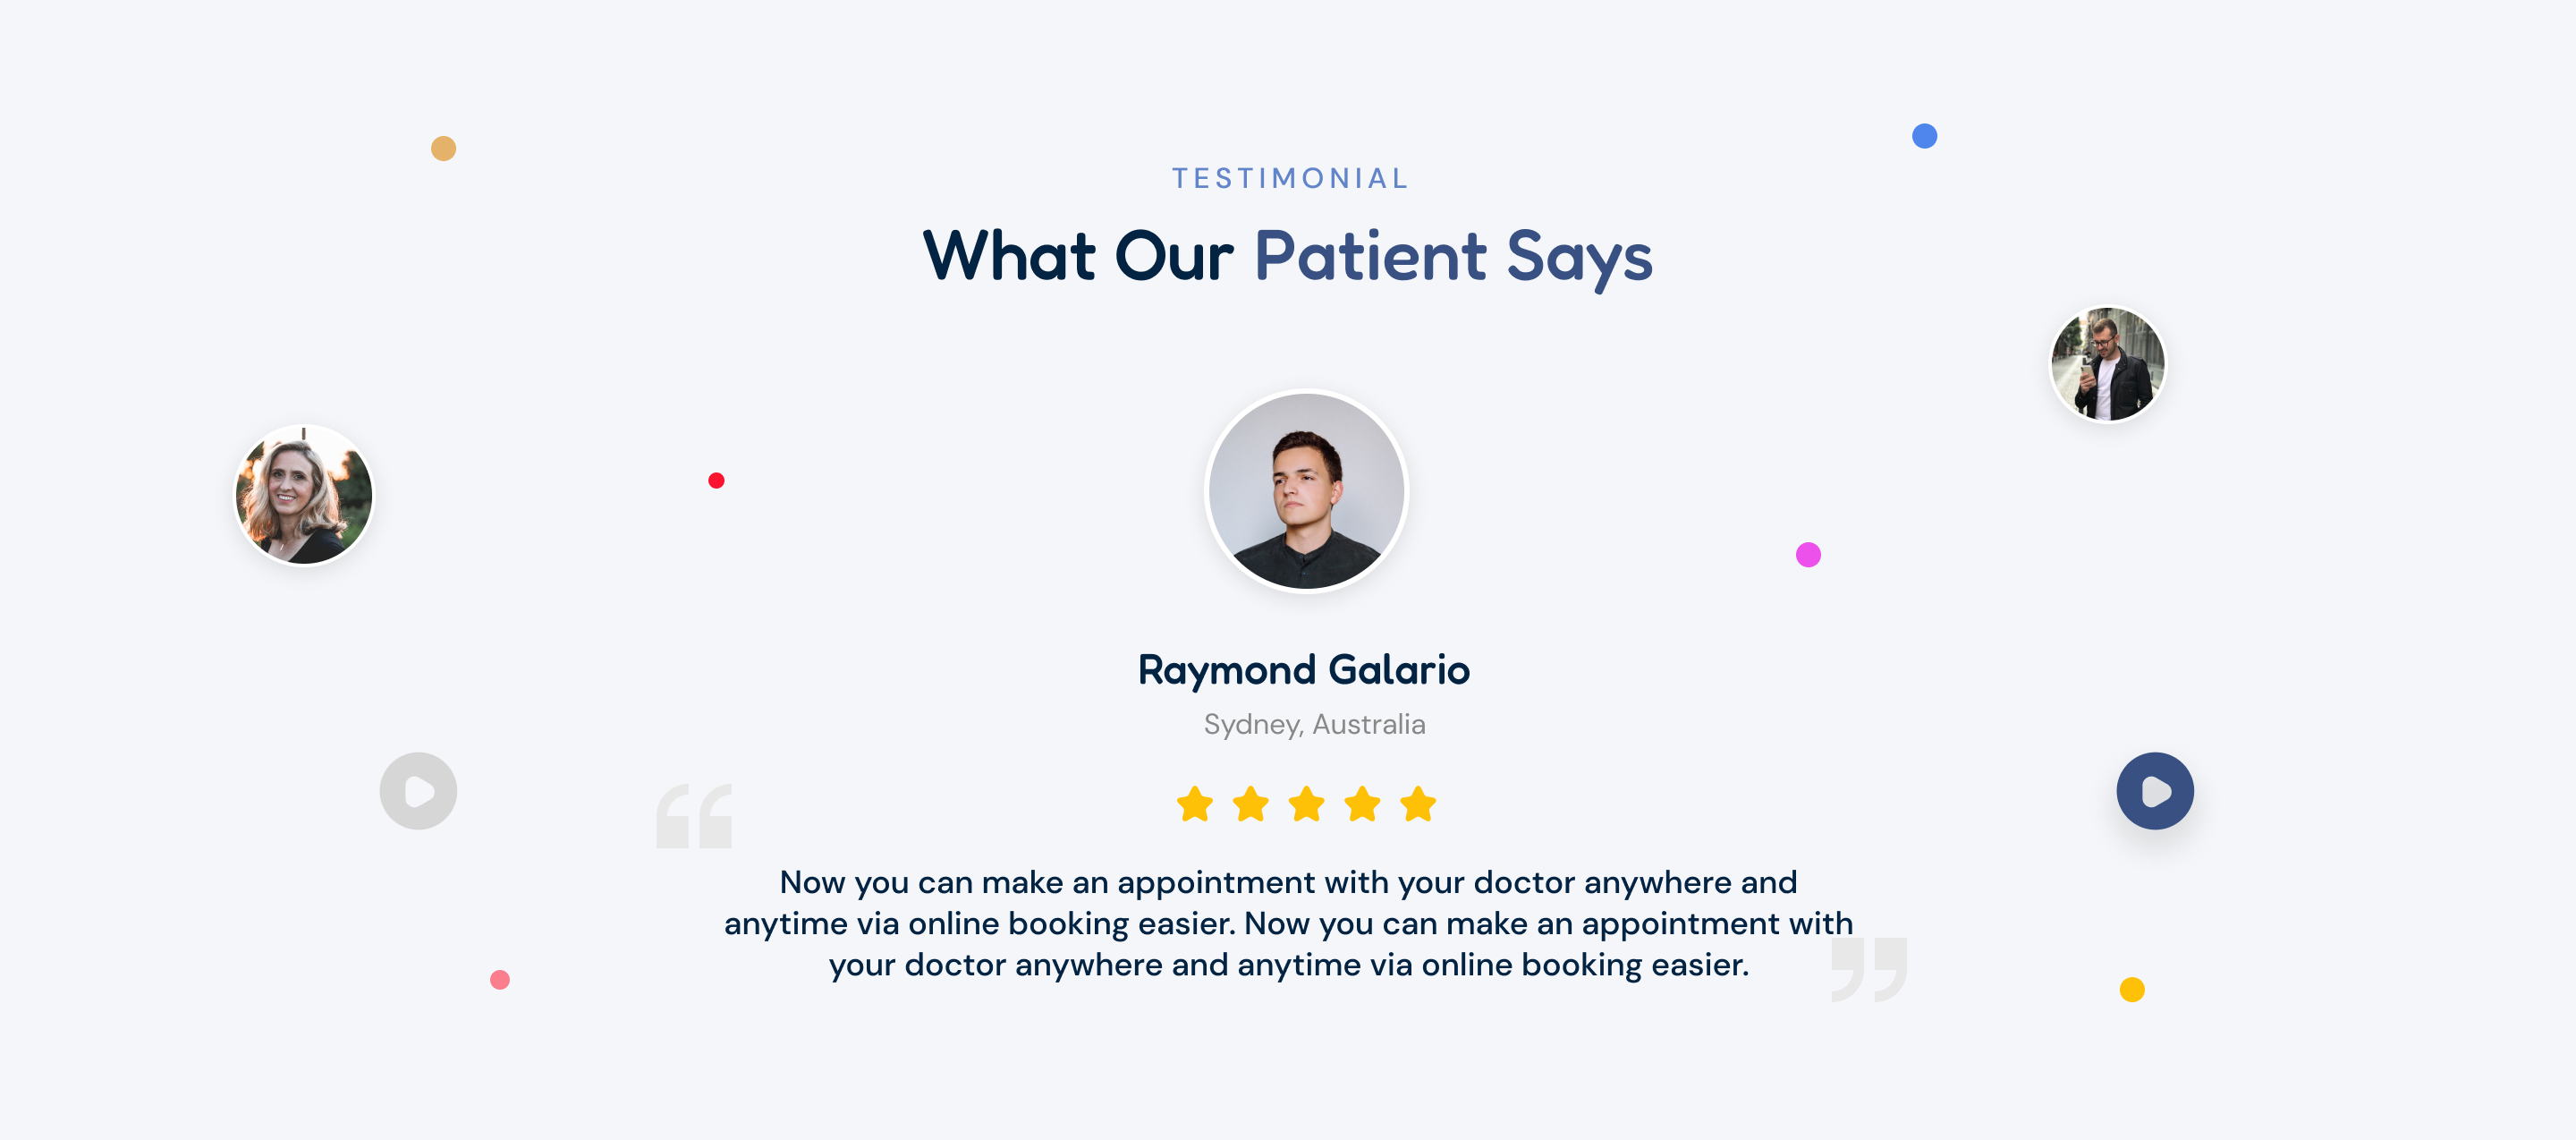 TESTIMONIAL
What Our Patient Says
Raymond Galario
Sydney, Australia
“
Now you can make an appointment with your doctor anywhere and
anytime via online booking easier. Now you can make an appointment with
your doctor anywhere and anytime via online booking easier.
”